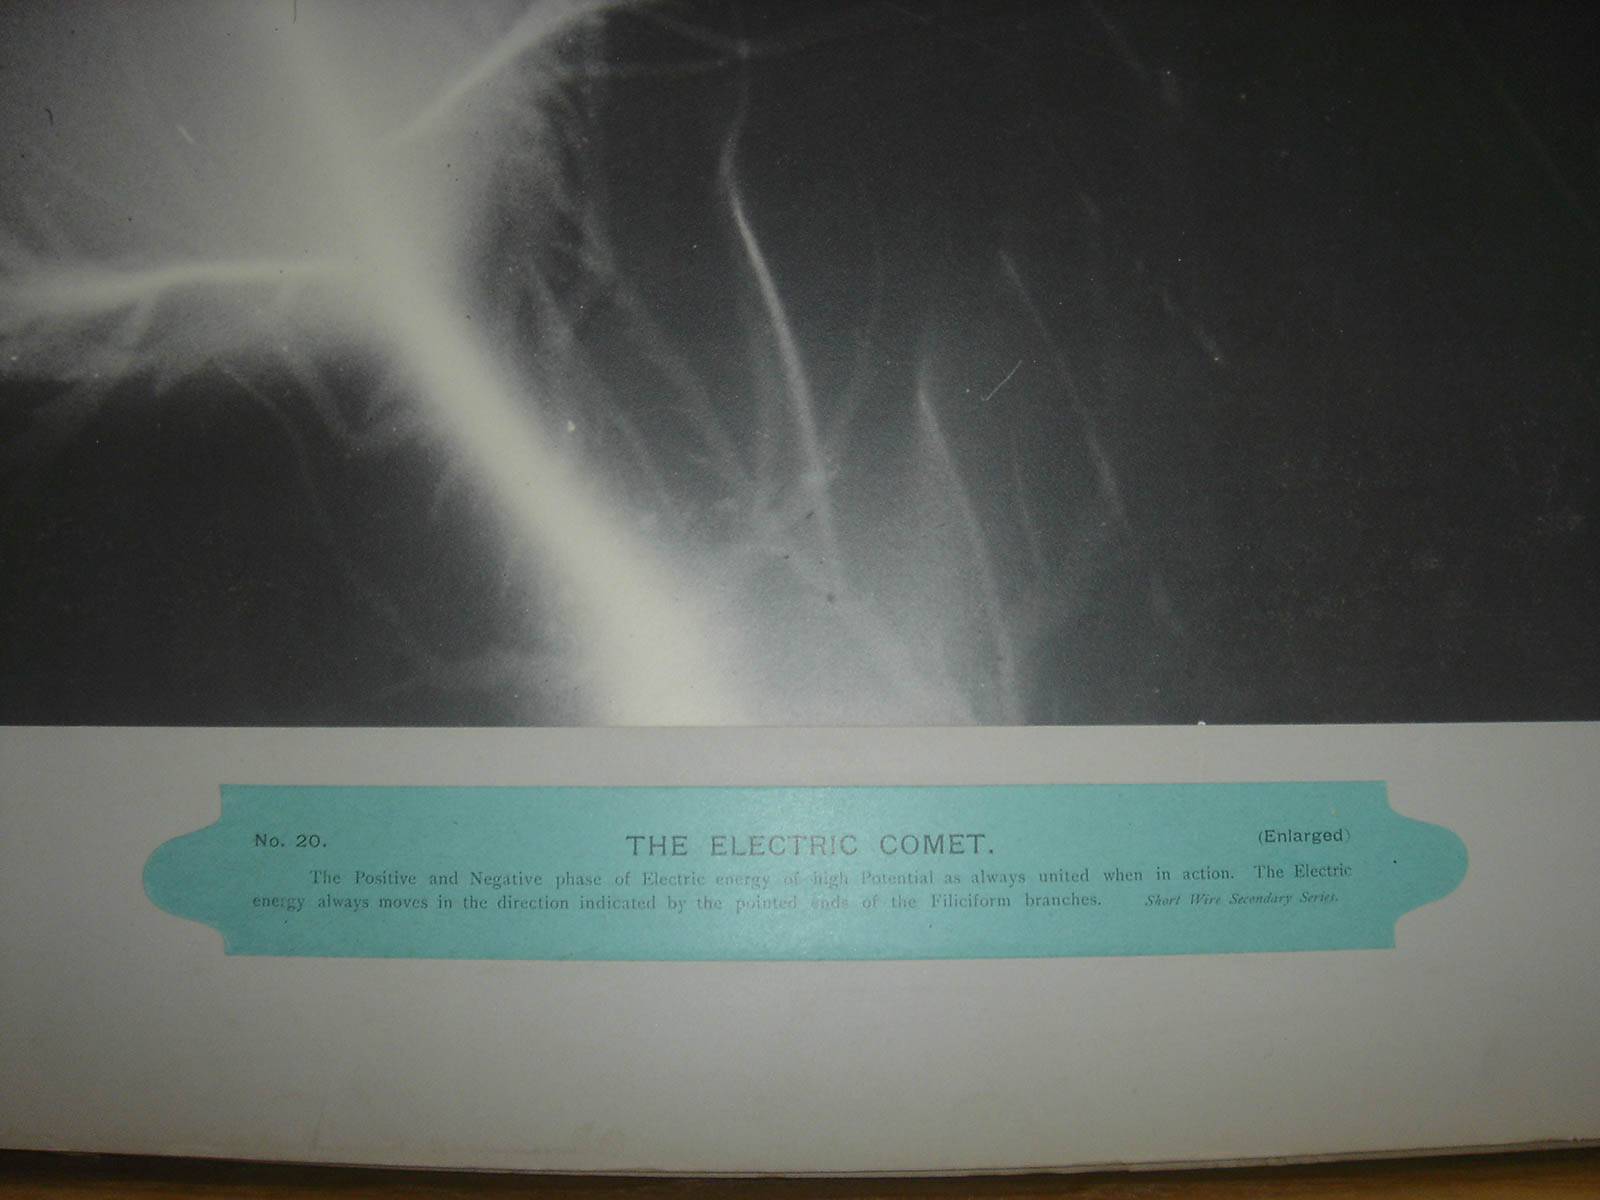 No. 20. THE ELECTRIC COMET. (Enlarged)
The Positive and Negative phase of Electric energy of high Potential as always united when in action. The Electric
energy always moves in the direction indicated by the pointed ends of the Filiciform branches. Short Wire Secondary Series.